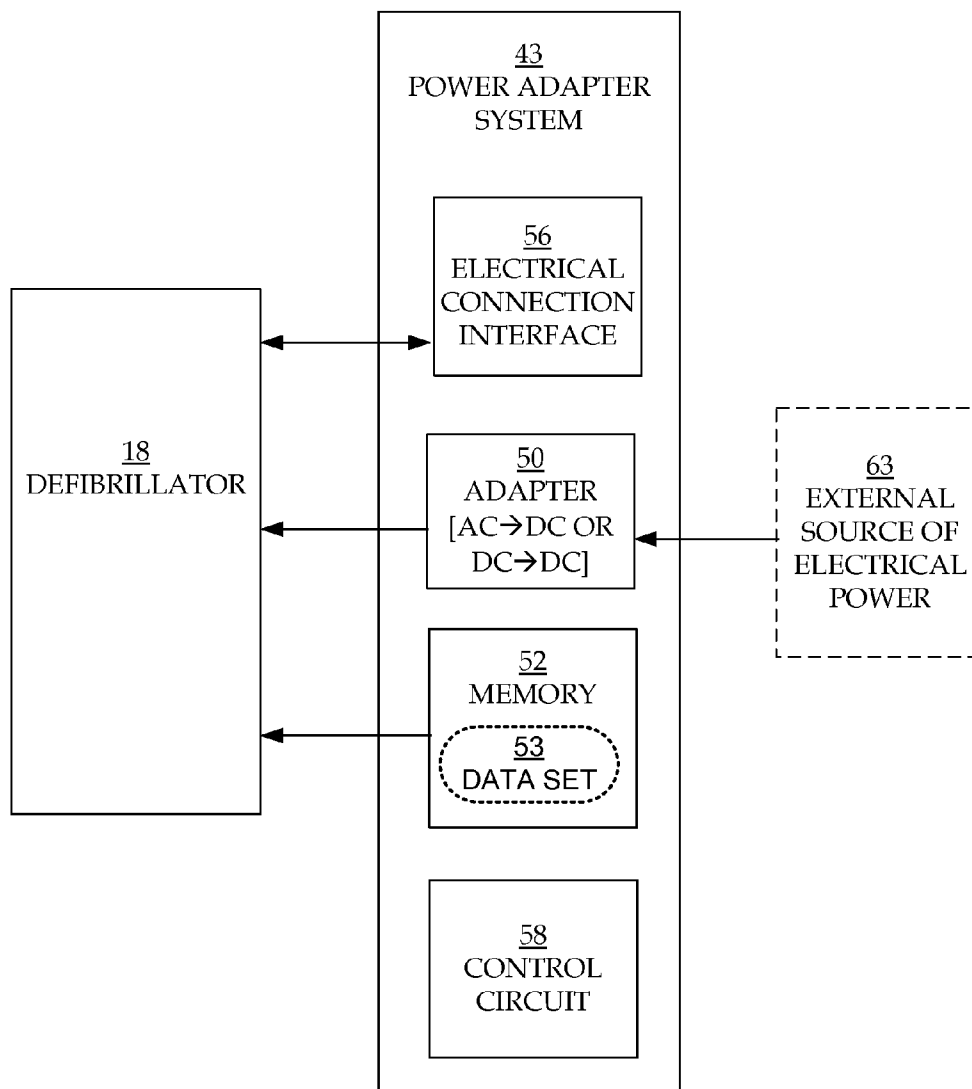 43
POWER ADAPTER
SYSTEM
56
ELECTRICAL
CONNECTION
INTERFACE
18
DEFIBRILLATOR
50
ADAPTER
[AC→DC OR
DC→DC]
63
EXTERNAL
SOURCE OF
ELECTRICAL
POWER
52
MEMORY
53
DATA SET
58
CONTROL
CIRCUIT